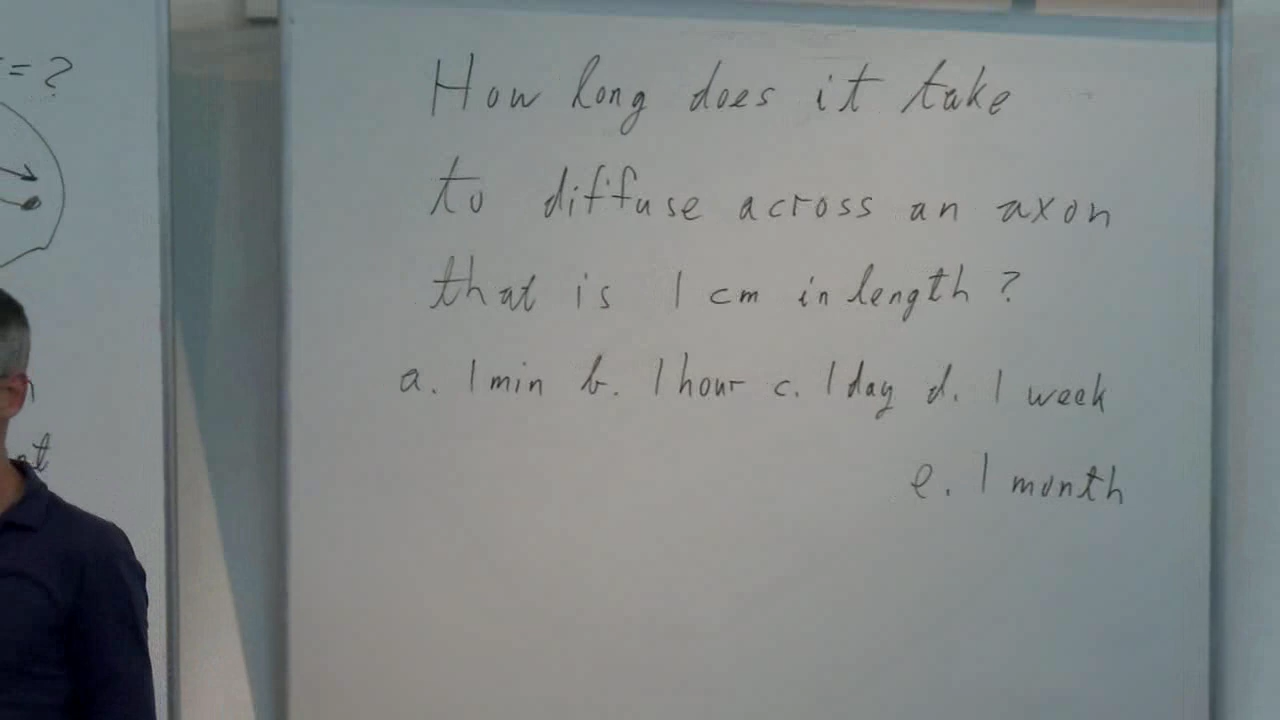 = ?
How long does it take
to diffuse across an axon
that is 1 cm in length ?
a. 1 min b. 1 hour c. 1 day d. 1 week
e. 1 month